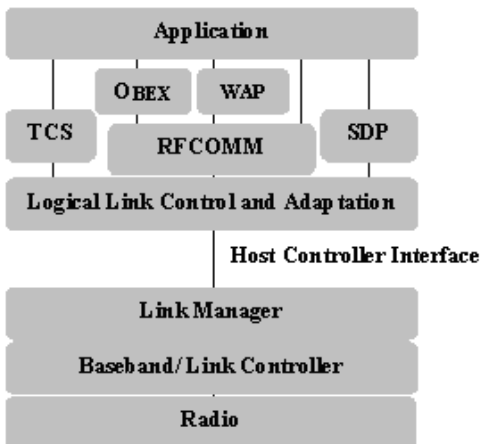 Application
OBEX
WAP
TCS
RFCOMM
SDP
Logical Link Control and Adaptation
Host Controller Interface
Link Manager
Baseband/Link Controller
Radio